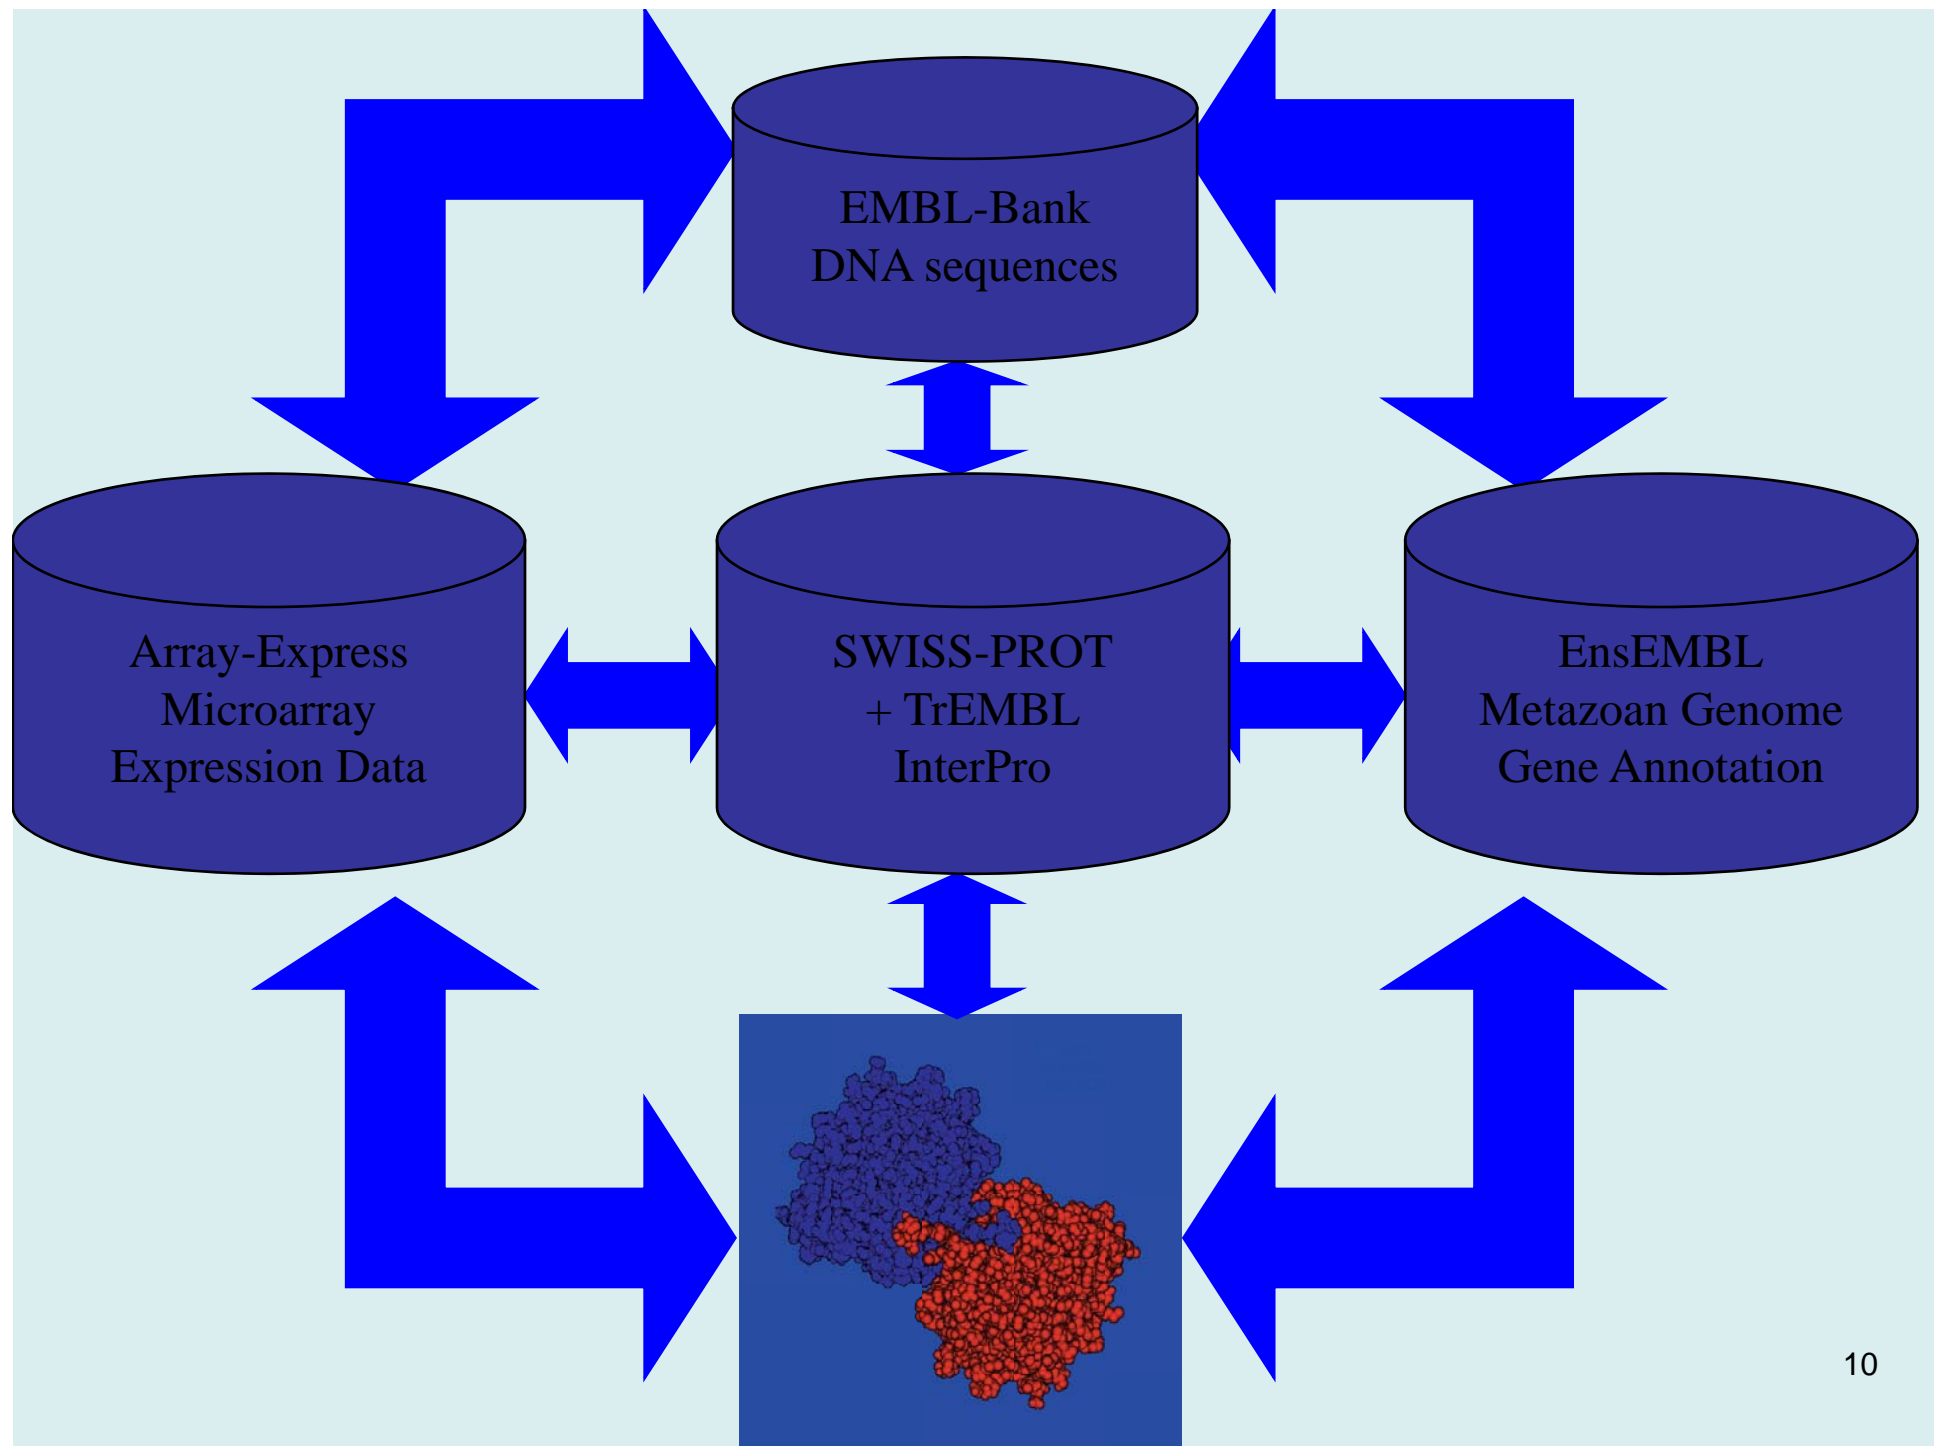 EMBL-Bank
DNA sequences
Array-Express
Microarray
Expression Data
SWISS-PROT
+ TrEMBL
InterPro
EnsEMBL
Metazoan Genome
Gene Annotation
10